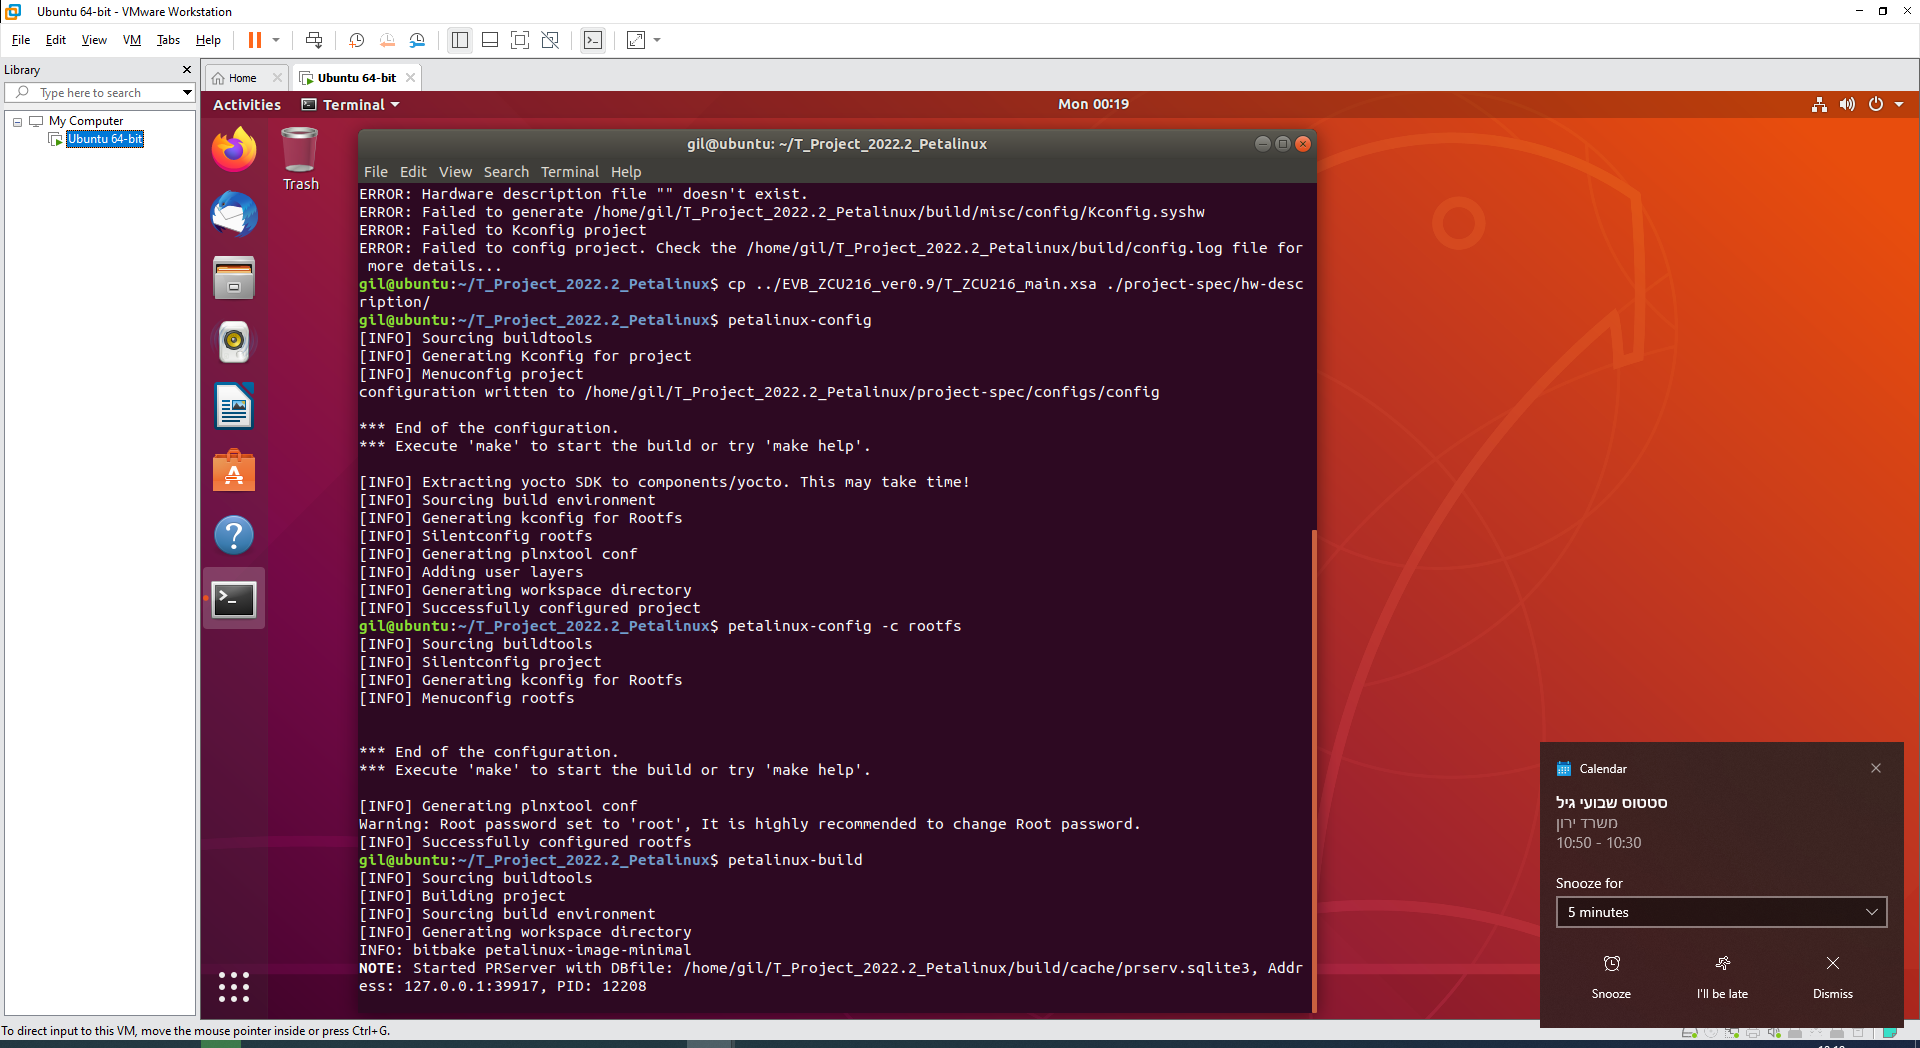 Ubuntu 64-bit - VMware Workstation
File Edit View VM Tabs Help
Library
Type here to search
My Computer
Ubuntu 64-bit
Home
Ubuntu 64-bit
Activities Terminal Mon 00:19
Trash
gil@ubuntu: ~/T_Project_2022.2_Petalinux
File Edit View Search Terminal Help
ERROR: Hardware description file "" doesn't exist.
ERROR: Failed to generate /home/gil/T_Project_2022.2_Petalinux/build/misc/config/Kconfig.syshw
ERROR: Failed to Kconfig project
ERROR: Failed to config project. Check the /home/gil/T_Project_2022.2_Petalinux/build/config.log file for
more details...
gil@ubuntu:~/T_Project_2022.2_Petalinux$ cp ../EVB_ZCU216_ver0.9/T_ZCU216_main.xsa ./project-spec/hw-desc
ription/
gil@ubuntu:~/T_Project_2022.2_Petalinux$ petalinux-config
[INFO] Sourcing buildtools
[INFO] Generating Kconfig for project
[INFO] Menuconfig project
configuration written to /home/gil/T_Project_2022.2_Petalinux/project-spec/configs/config
*** End of the configuration.
*** Execute 'make' to start the build or try 'make help'.
[INFO] Extracting yocto SDK to components/yocto. This may take time!
[INFO] Sourcing build environment
[INFO] Generating kconfig for Rootfs
[INFO] Silentconfig rootfs
[INFO] Generating plnxtool conf
[INFO] Adding user layers
[INFO] Generating workspace directory
[INFO] Successfully configured project
gil@ubuntu:~/T_Project_2022.2_Petalinux$ petalinux-config -c rootfs
[INFO] Sourcing buildtools
[INFO] Silentconfig project
[INFO] Generating kconfig for Rootfs
[INFO] Menuconfig rootfs
*** End of the configuration.
*** Execute 'make' to start the build or try 'make help'.
[INFO] Generating plnxtool conf
Warning: Root password set to 'root', It is highly recommended to change Root password.
[INFO] Successfully configured rootfs
gil@ubuntu:~/T_Project_2022.2_Petalinux$ petalinux-build
[INFO] Sourcing buildtools
[INFO] Building project
[INFO] Sourcing build environment
[INFO] Generating workspace directory
INFO: bitbake petalinux-image-minimal
NOTE: Started PRServer with DBfile: /home/gil/T_Project_2022.2_Petalinux/build/cache/prserv.sqlite3, Addr
ess: 127.0.0.1:39917, PID: 12208
Calendar
סטטוס שבועי גיל
משרד ירון
10:50 - 10:30
Snooze for
5 minutes
Snooze I'll be late Dismiss
To direct input to this VM, move the mouse pointer inside or press Ctrl+G.